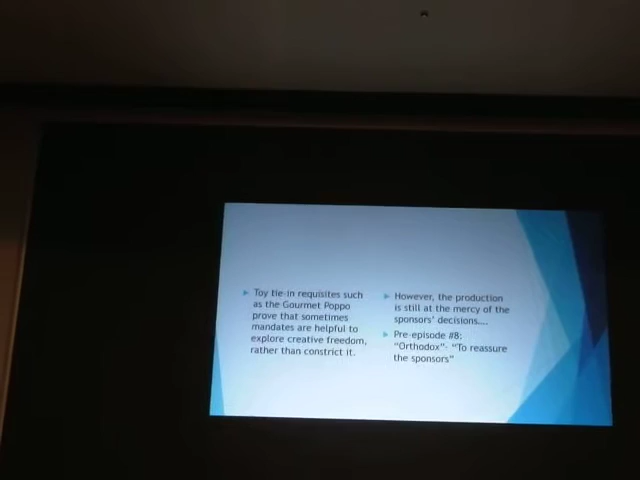 Toy tie-in requisites such
as the Gourmet Poppo
prove that sometimes
mandates are helpful to
explore creative freedom,
rather than constrict it.
However, the production
is still at the mercy of the
sponsors' decisions....
Pre-episode #8:
"Orthodox"- "To reassure
the sponsors"